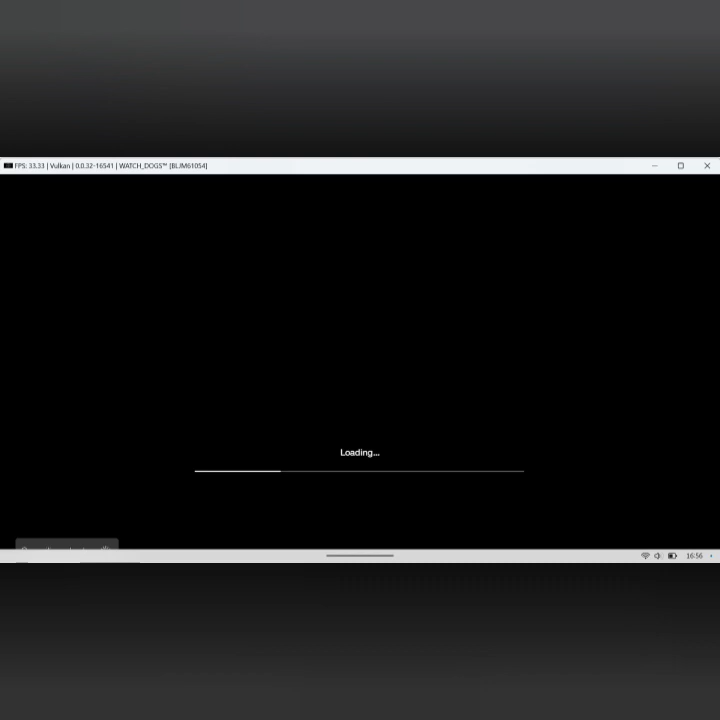 FPS: 33.33 | Vulkan | 0.0.32-16541 | WATCH_DOGS™ [BLJM61054]
Loading...
16:56